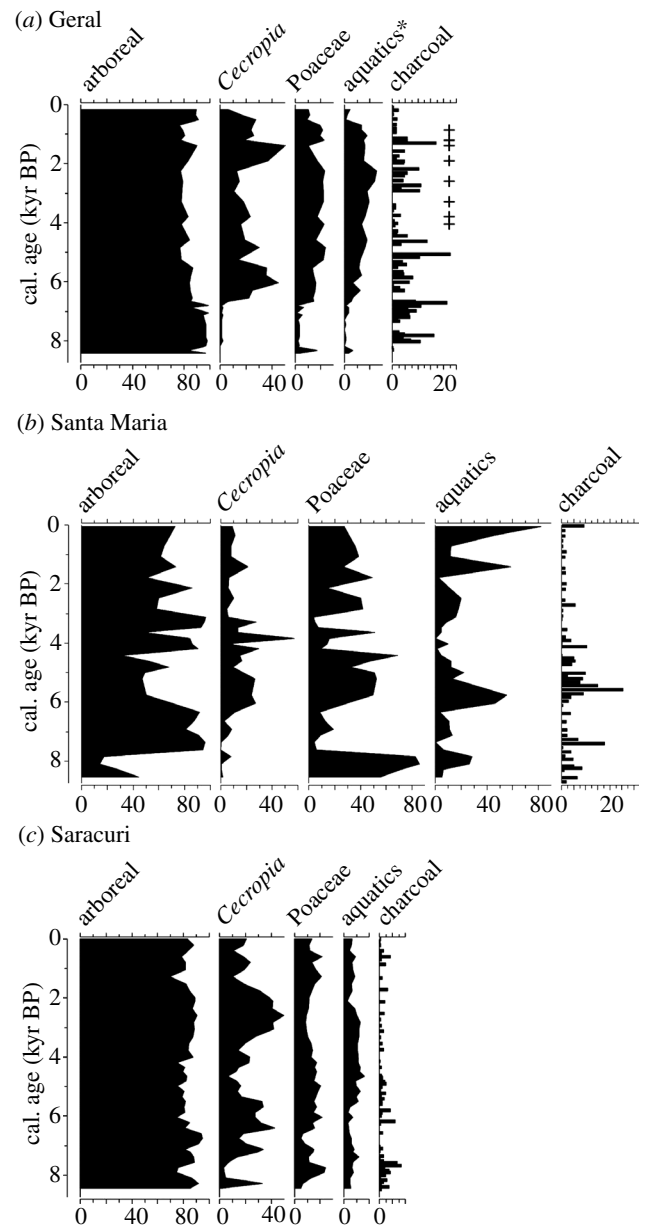 (a) Geral
arboreal Cecropia Poaceae aquatics* charcoal
0
2
4
6
8
cal. age (kyr BP)
+ + + + + + + + +
0 40 80 0 40 0 0 0 20
(b) Santa Maria
arboreal Cecropia Poaceae aquatics charcoal
0
2
4
6
8
cal. age (kyr BP)
0 40 80 0 40 0 40 80 0 40 80 0 20
(c) Saracuri
arboreal Cecropia Poaceae aquatics charcoal
0
2
4
6
8
cal. age (kyr BP)
0 40 80 0 40 0 0 0